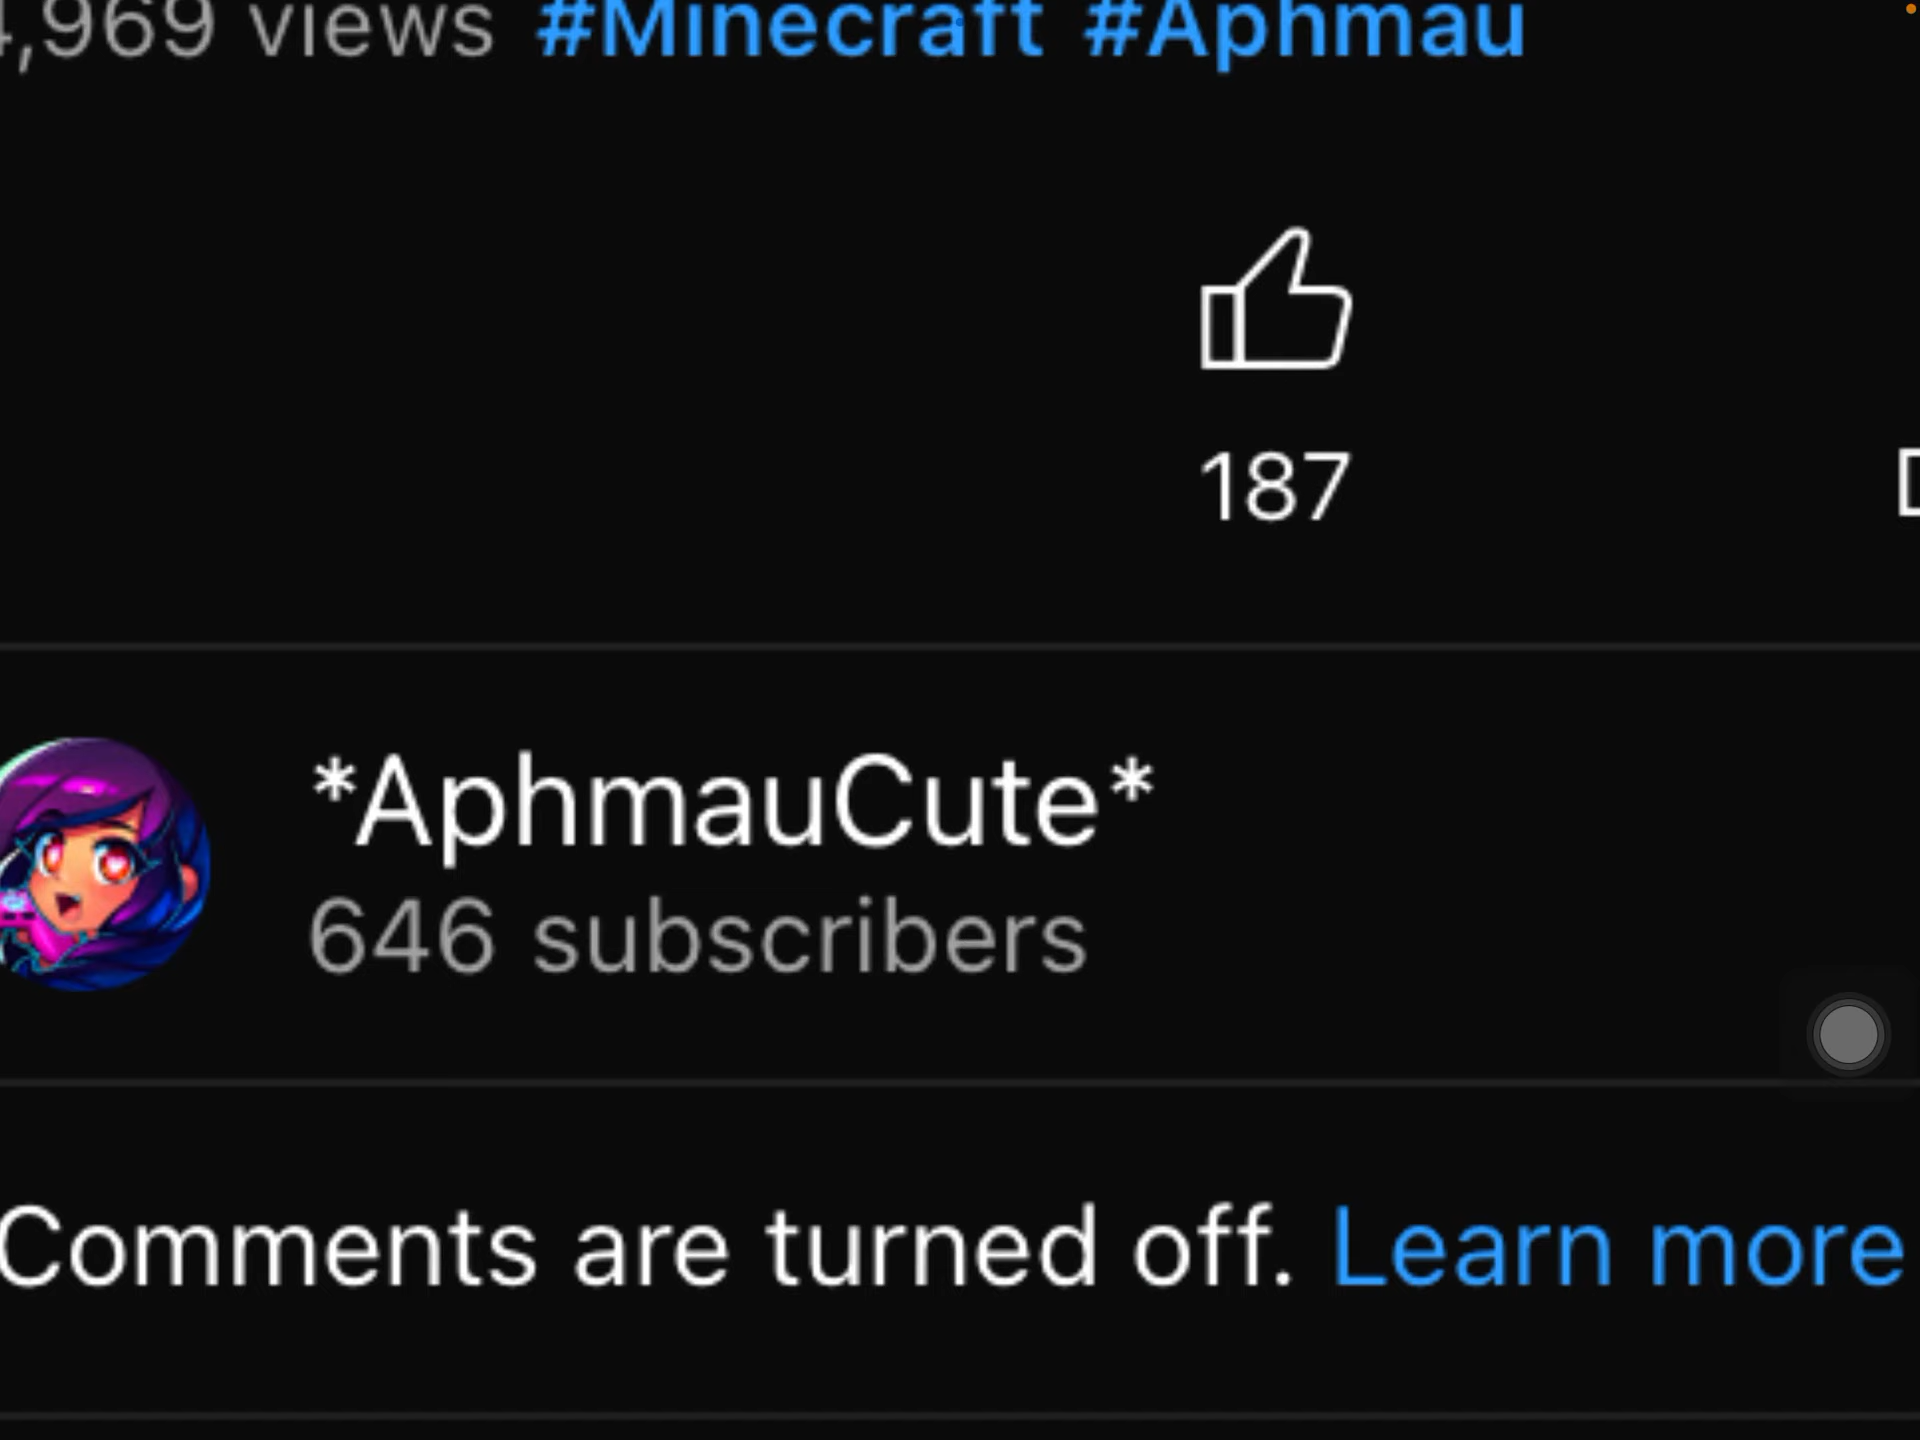 ,969 views #Minecraft #Aphmau
187
*AphmauCute*
646 subscribers
Comments are turned off. Learn more